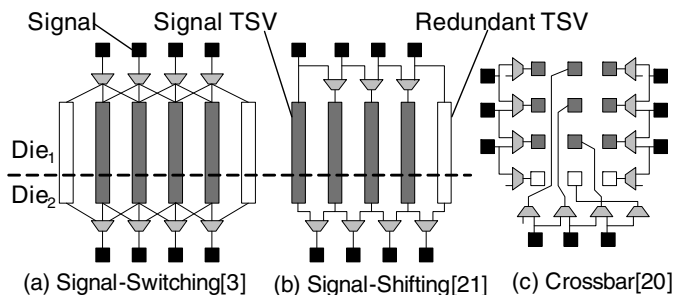 Signal Signal TSV Redundant TSV
Die₁
Die₂
(a) Signal-Switching[3] (b) Signal-Shifting[21] (c) Crossbar[20]